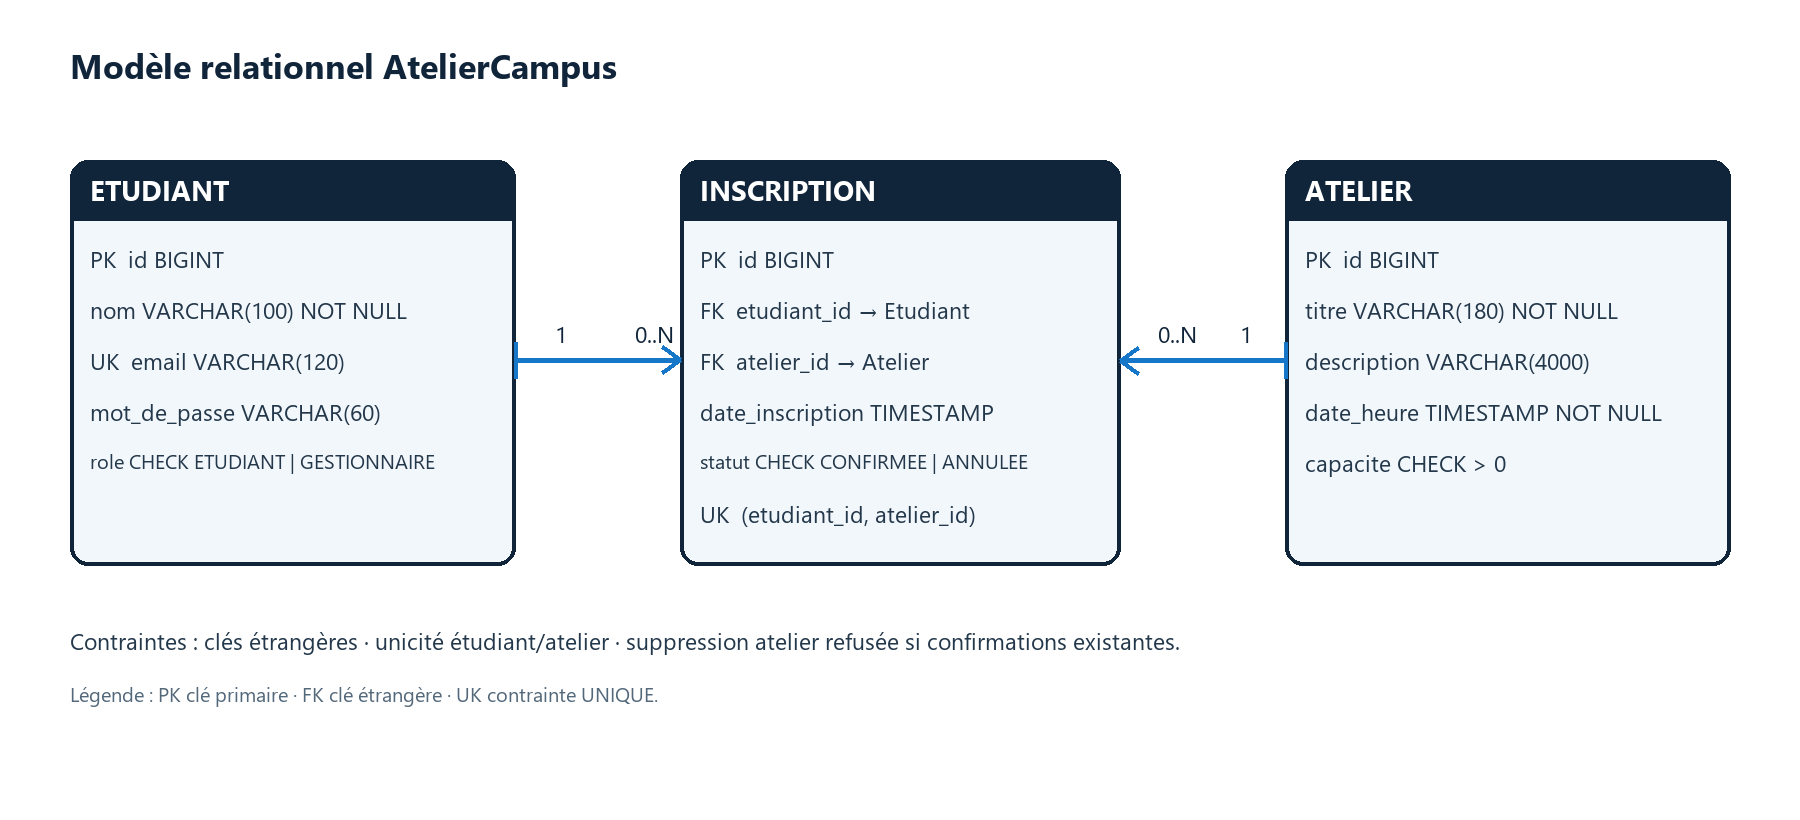 Modèle relationnel AtelierCampus
ETUDIANT
PK id BIGINT
nom VARCHAR(100) NOT NULL
UK email VARCHAR(120)
mot_de_passe VARCHAR(60)
role CHECK ETUDIANT | GESTIONNAIRE
1 0..N
INSCRIPTION
PK id BIGINT
FK etudiant_id → Etudiant
FK atelier_id → Atelier
date_inscription TIMESTAMP
statut CHECK CONFIRMEE | ANNULEE
UK (etudiant_id, atelier_id)
0..N 1
ATELIER
PK id BIGINT
titre VARCHAR(180) NOT NULL
description VARCHAR(4000)
date_heure TIMESTAMP NOT NULL
capacite CHECK > 0
Contraintes : clés étrangères · unicité étudiant/atelier · suppression atelier refusée si confirmations existantes.
Légende : PK clé primaire · FK clé étrangère · UK contrainte UNIQUE.